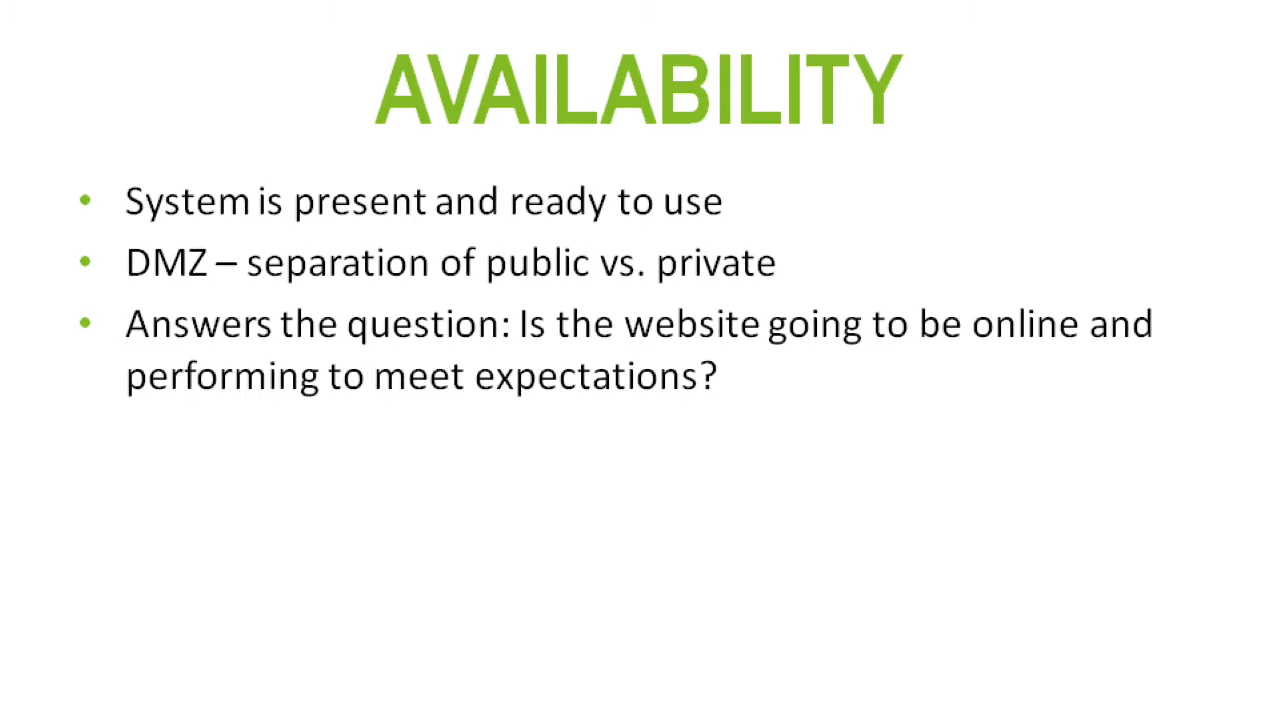 AVAILABILITY
• System is present and ready to use
• DMZ – separation of public vs. private
• Answers the question: Is the website going to be online and
performing to meet expectations?